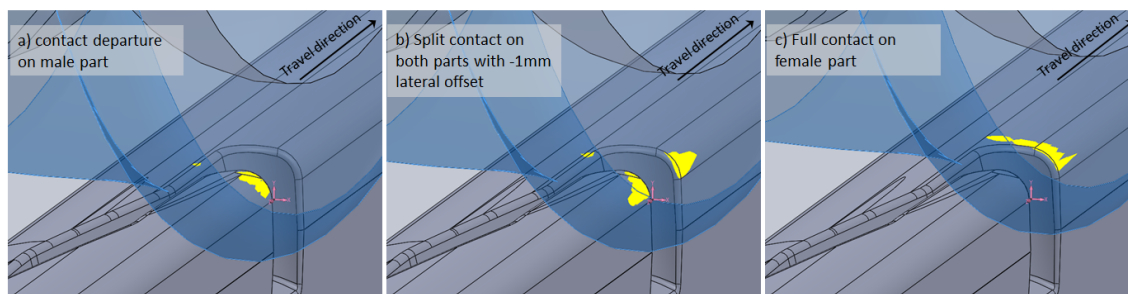 a) contact departure
on male part
Travel direction
b) Split contact on
both parts with -1mm
lateral offset
Travel direction
c) Full contact on
female part
Travel direction